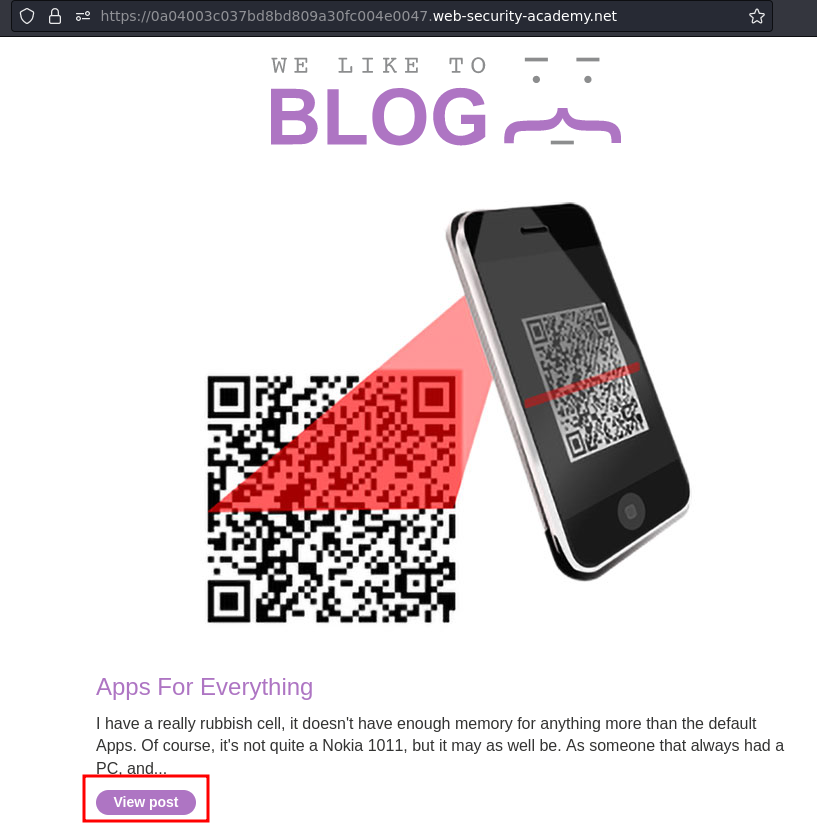 https://0a04003c037bd8bd809a30fc004e0047.web-security-academy.net
WE LIKE TO
BLOG
Apps For Everything
I have a really rubbish cell, it doesn't have enough memory for anything more than the default
Apps. Of course, it's not quite a Nokia 1011, but it may as well be. As someone that always had a
PC, and...
View post